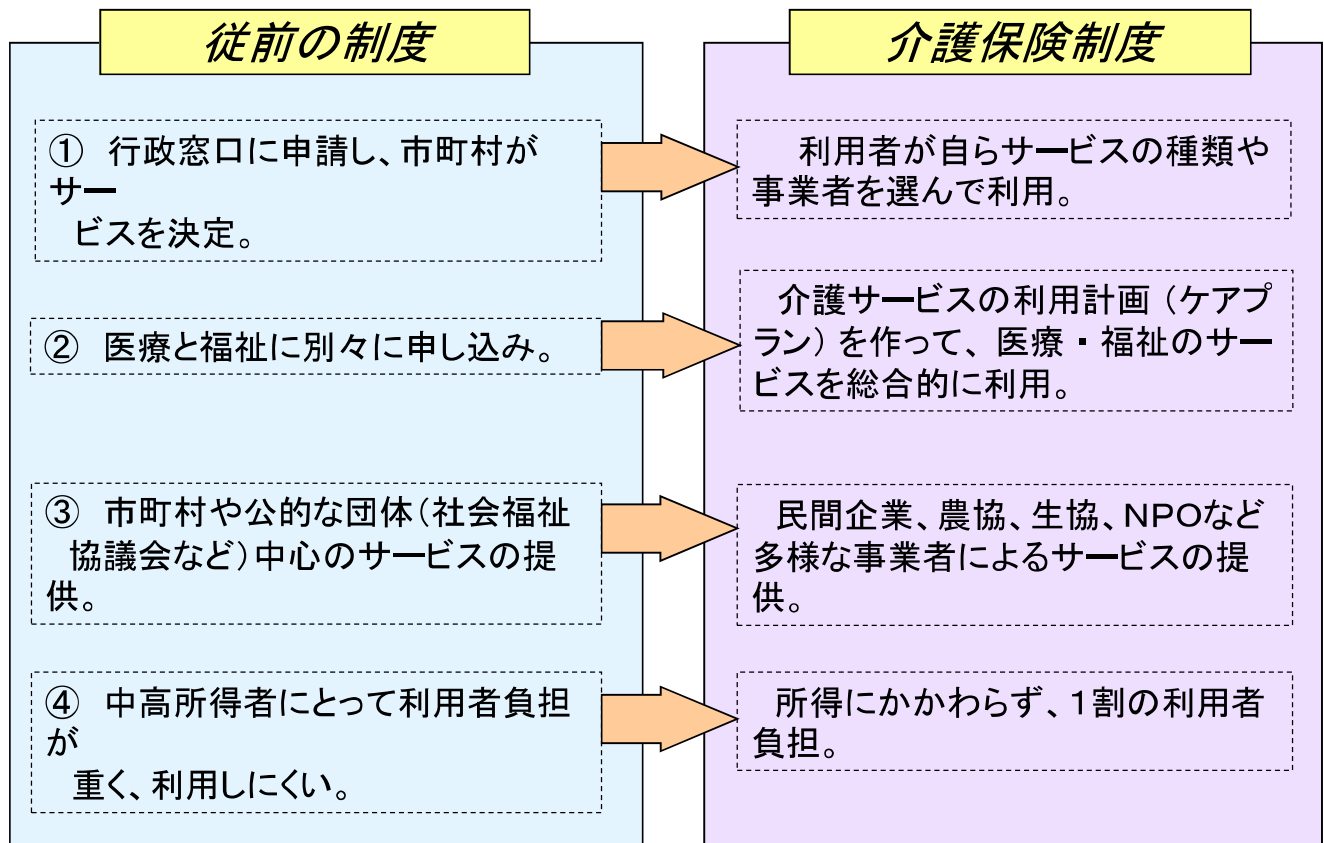 従前の制度
① 行政窓口に申請し、市町村が
サー
ビスを決定。
② 医療と福祉に別々に申し込み。
③ 市町村や公的な団体（社会福祉
協議会など）中心のサービスの提
供。
④ 中高所得者にとって利用者負担
が
重く、利用しにくい。
介護保険制度
利用者が自らサービスの種類や
事業者を選んで利用。
介護サービスの利用計画（ケアプ
ラン）を作って、医療・福祉のサー
ビスを総合的に利用。
民間企業、農協、生協、NPOなど
多様な事業者によるサービスの提
供。
所得にかかわらず、１割の利用者
負担。